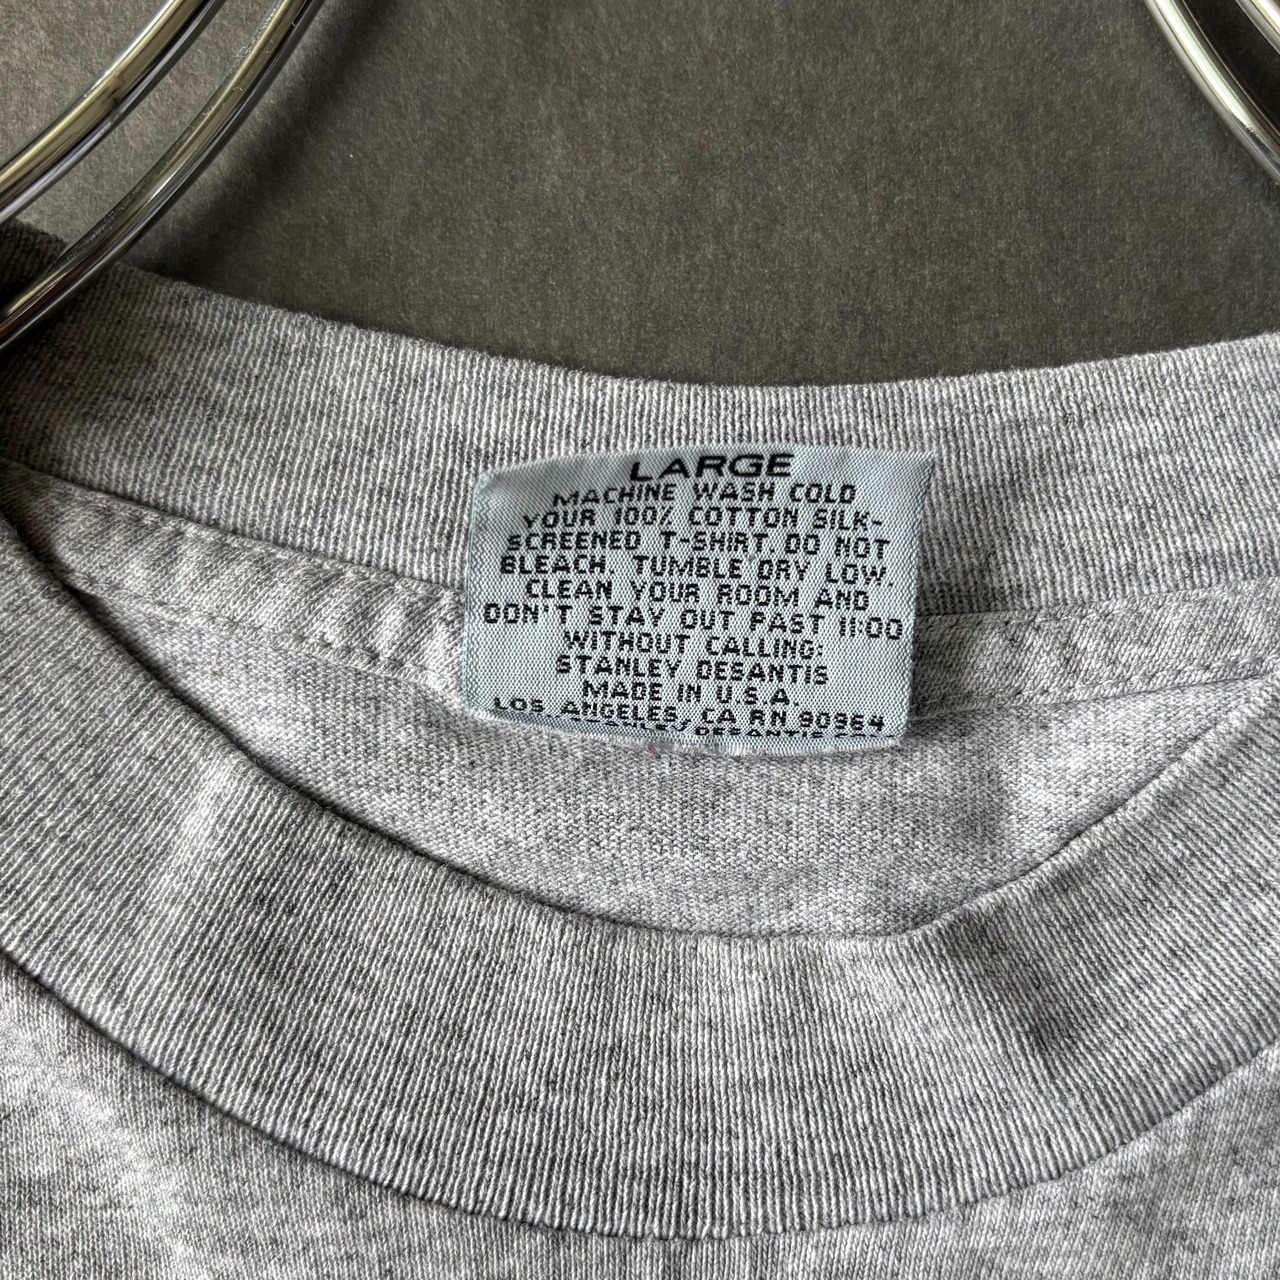 LARGE
MACHINE WASH COLD
YOUR 100% COTTON SILK-
SCREENED T-SHIRT. DO NOT
BLEACH. TUMBLE DRY LOW.
CLEAN YOUR ROOM AND
DON'T STAY OUT PAST 11:00
WITHOUT CALLING:
STANLEY DESANTIS
MADE IN U.S.A.
LOS ANGELES, CA RN 90964
DESANTIS